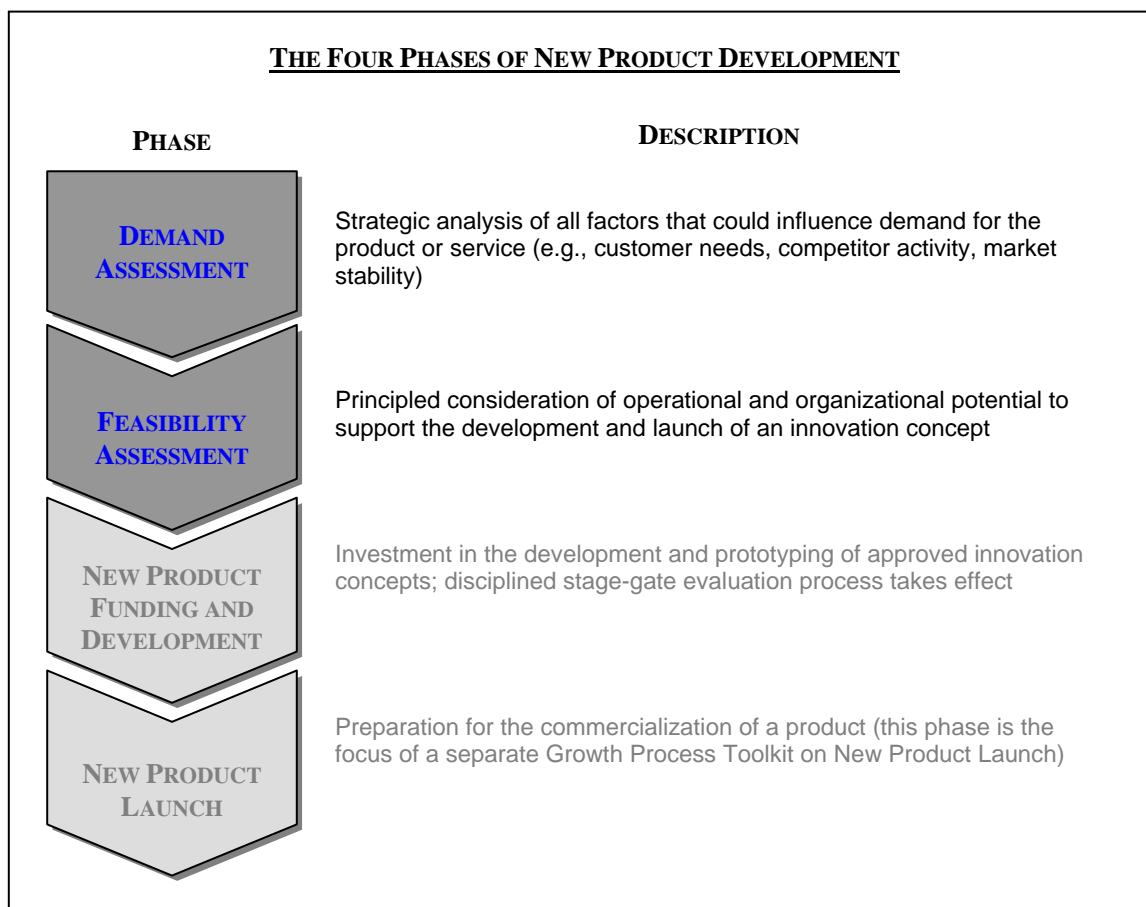 THE FOUR PHASES OF NEW PRODUCT DEVELOPMENT
PHASE
DESCRIPTION
DEMAND
ASSESSMENT
Strategic analysis of all factors that could influence demand for the
product or service (e.g., customer needs, competitor activity, market
stability)
FEASIBILITY
ASSESSMENT
Principled consideration of operational and organizational potential to
support the development and launch of an innovation concept
NEW PRODUCT
FUNDING AND
DEVELOPMENT
Investment in the development and prototyping of approved innovation
concepts; disciplined stage-gate evaluation process takes effect
NEW PRODUCT
LAUNCH
Preparation for the commercialization of a product (this phase is the
focus of a separate Growth Process Toolkit on New Product Launch)